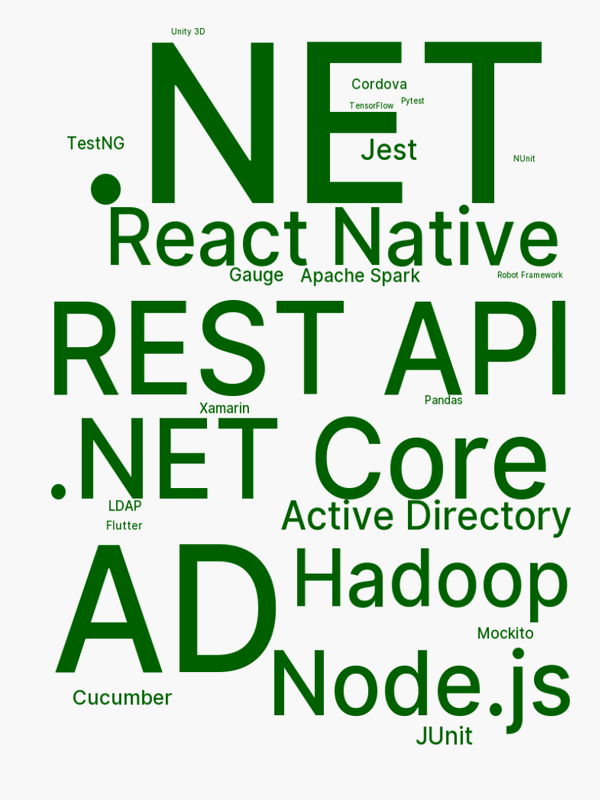 Unity 3D
.NET
Cordova
TensorFlow
Pytest
TestNG
Jest
NUnit
React Native
Gauge
Apache Spark
Robot Framework
REST API
Pandas
Xamarin
.NET Core
LDAP
Active Directory
Flutter
AD
Hadoop
Mockito
Node.js
Cucumber
JUnit